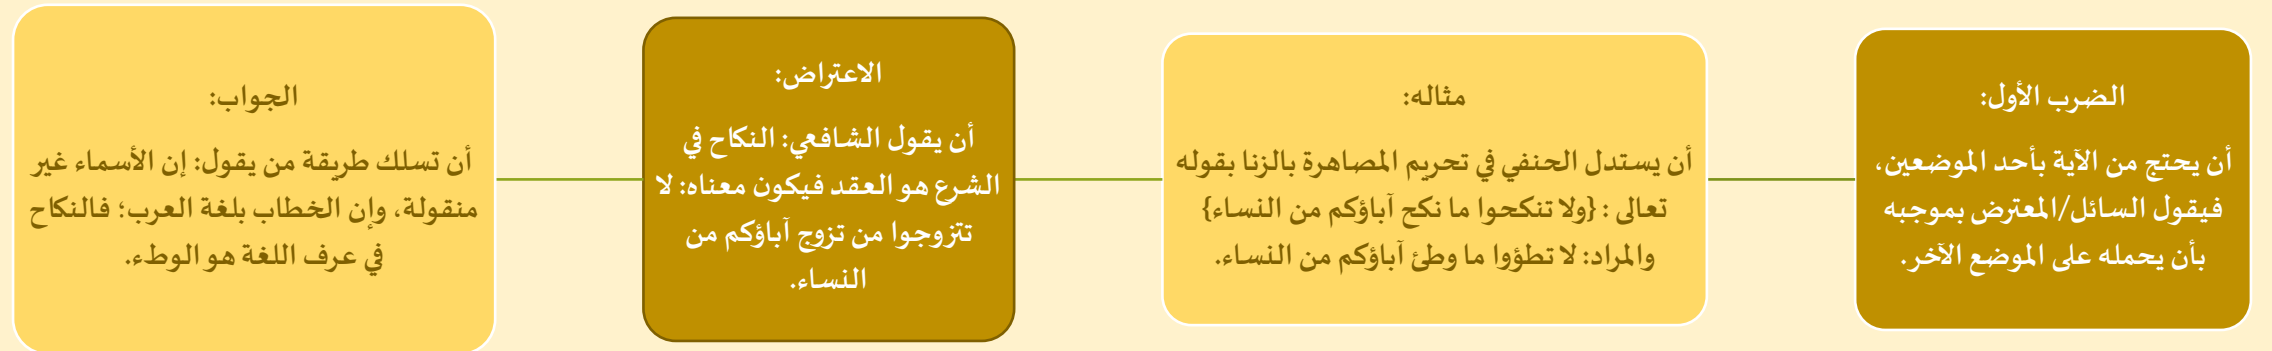 الضرب الأول:
أن يحتج من الآية بأحد الموضعين،
فيقول السائل/المعترض بموجبه
بأن يحمله على الموضع الآخر.
مثاله:
أن يستدل الحنفي في تحريم المصاهرة بالزنا بقوله
تعالى: {ولا تنكحوا ما نكح آباؤكم من النساء}
والمراد: لا تطؤوا ما وطئ آباؤكم من النساء.
الاعتراض:
أن يقول الشافعي: النكاح في
الشرع هو العقد فيكون معناه: لا
تتزوجوا من تزوج آباؤكم من
النساء.
الجواب:
أن تسلك طريقة من يقول: إن الأسماء غير
منقولة، وإن الخطاب بلغة العرب؛ فالنكاح
في عرف اللغة هو الوطء.